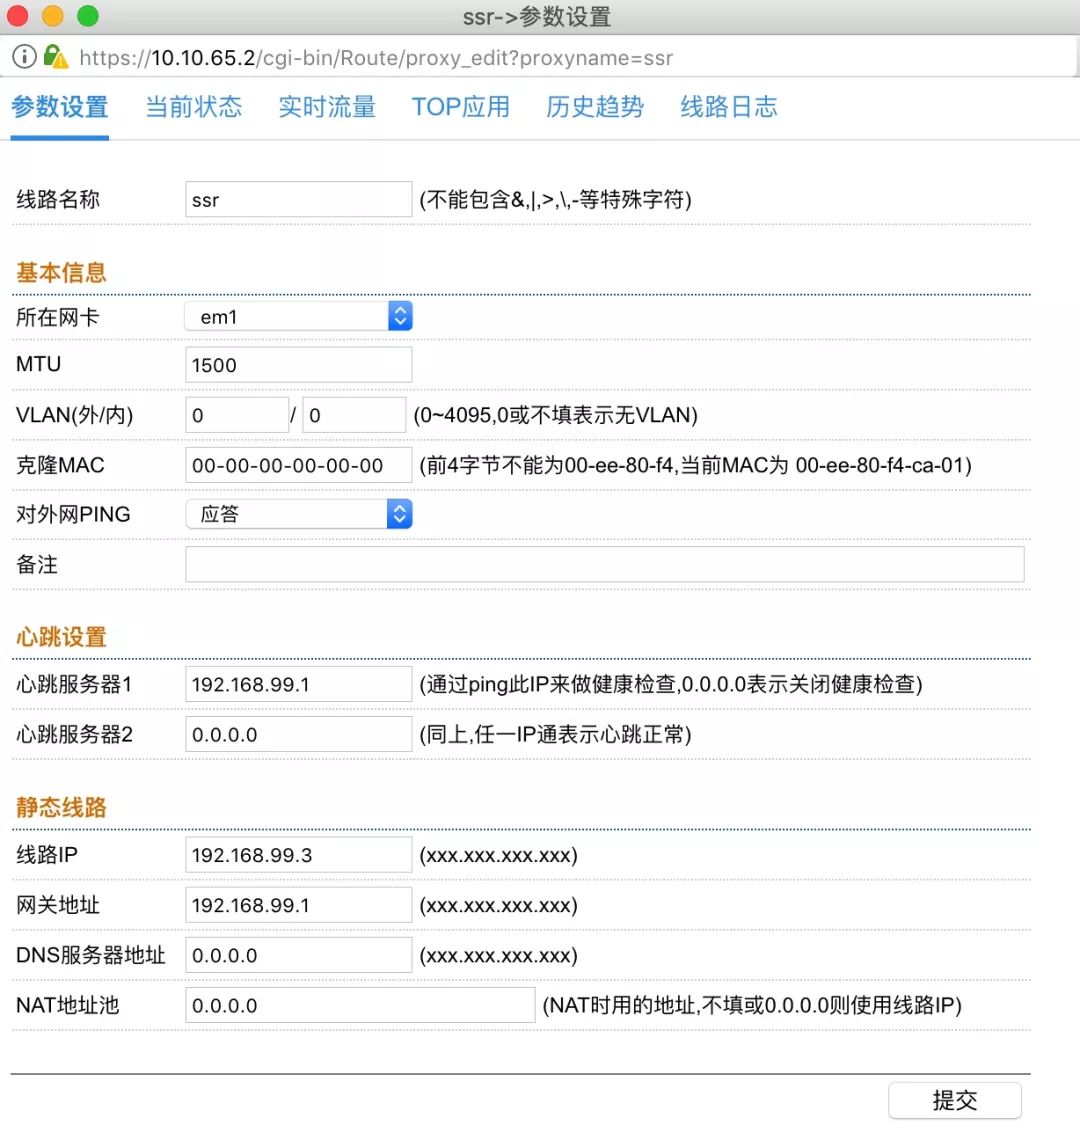 ssr->参数设置
https://10.10.65.2/cgi-bin/Route/proxy_edit?proxyname=ssr
参数设置 当前状态 实时流量 TOP应用 历史趋势 线路日志
线路名称 ssr (不能包含&,|,>,\,-等特殊字符)
基本信息
所在网卡 em1
MTU 1500
VLAN(外/内) 0 / 0 (0~4095,0或不填表示无VLAN)
克隆MAC 00-00-00-00-00-00 (前4字节不能为00-ee-80-f4,当前MAC为 00-ee-80-f4-ca-01)
对外网PING 应答
备注
心跳设置
心跳服务器1 192.168.99.1 (通过ping此IP来做健康检查,0.0.0.0表示关闭健康检查)
心跳服务器2 0.0.0.0 (同上,任一IP通表示心跳正常)
静态线路
线路IP 192.168.99.3 (xxx.xxx.xxx.xxx)
网关地址 192.168.99.1 (xxx.xxx.xxx.xxx)
DNS服务器地址 0.0.0.0 (xxx.xxx.xxx.xxx)
NAT地址池 0.0.0.0 (NAT时用的地址,不填或0.0.0.0则使用线路IP)
提交